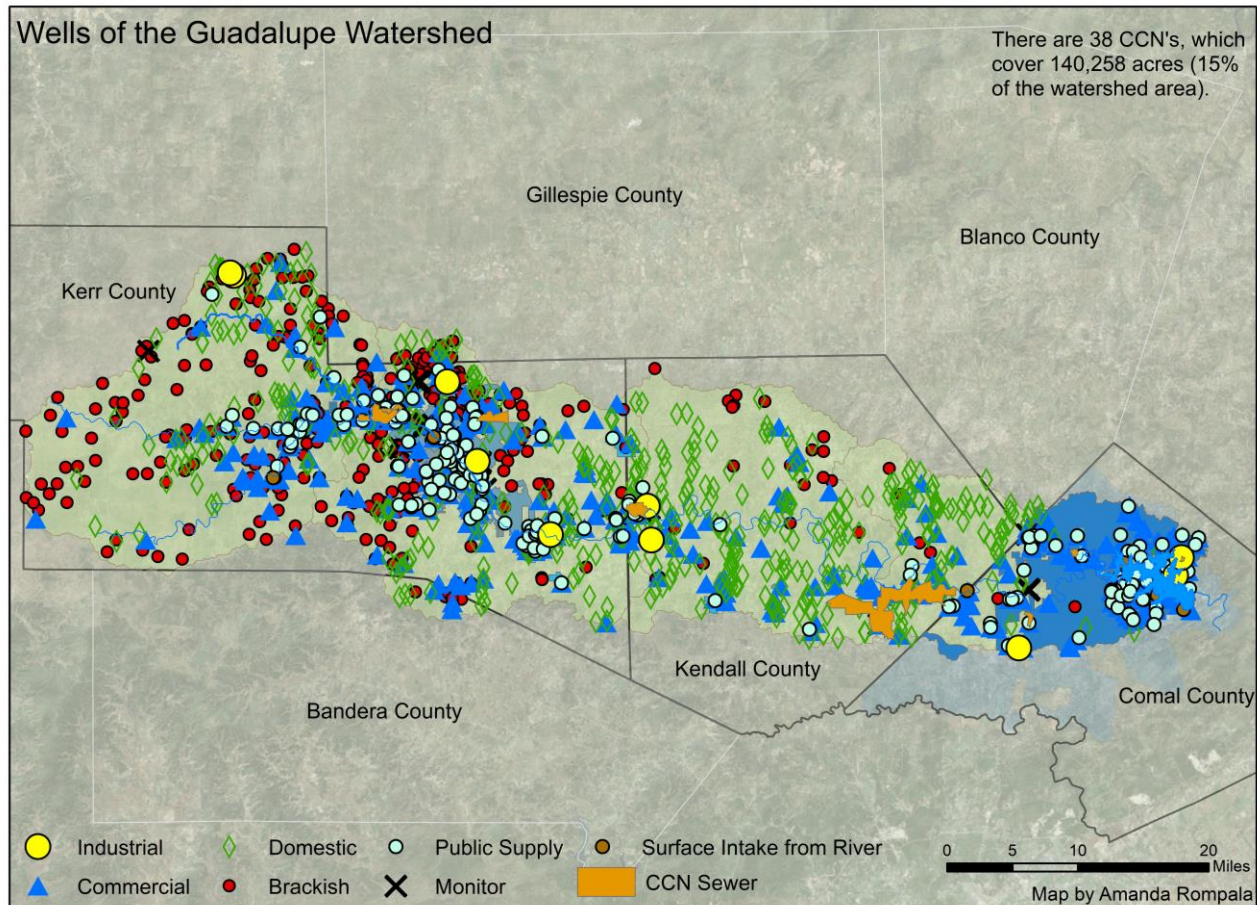 Wells of the Guadalupe Watershed
There are 38 CCN's, which
cover 140,258 acres (15%
of the watershed area).
Gillespie County
Blanco County
Kerr County
Kendall County
Comal County
Bandera County
Industrial
Domestic
Public Supply
Surface Intake from River
Commercial
Brackish
Monitor
CCN Sewer
0 5 10 20
Miles
Map by Amanda Rompala